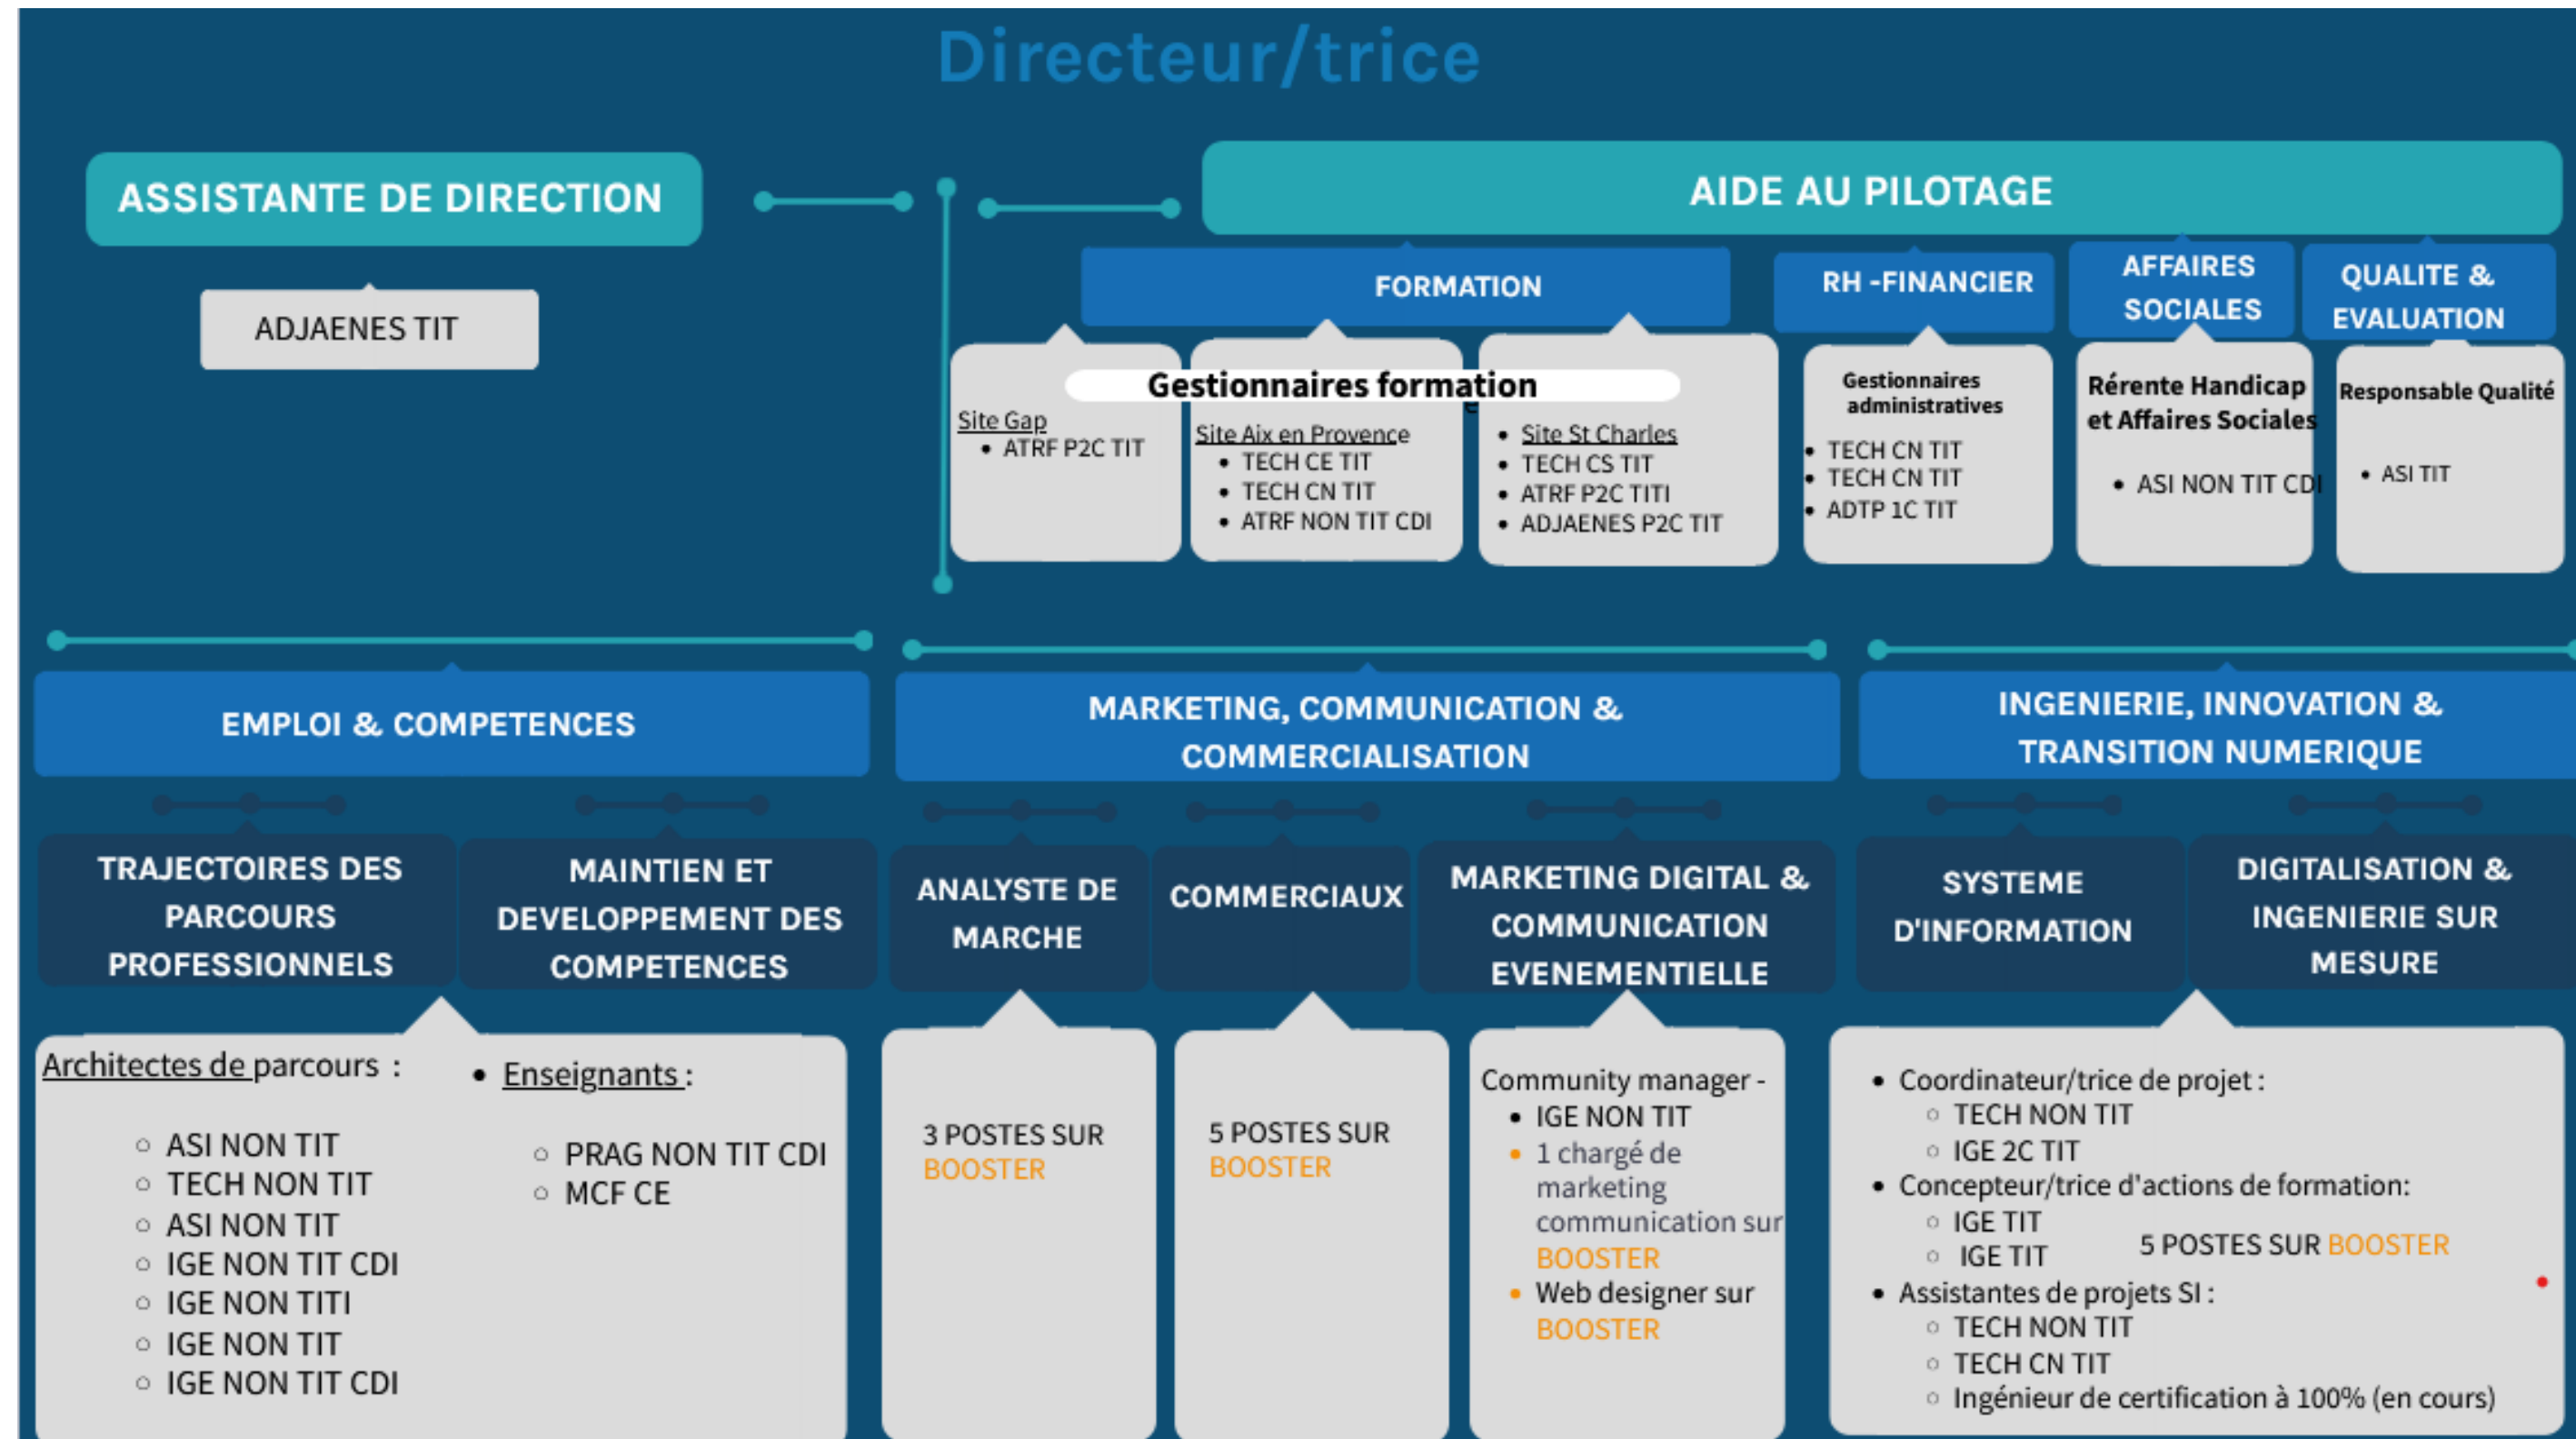 Directeur/trice
ASSISTANTE DE DIRECTION
ADJAENES TIT
AIDE AU PILOTAGE
FORMATION
Gestionnaires formation
Site Gap
• ATRF P2C TIT
Site Aix en Provence
• TECH CE TIT
• TECH CN TIT
• ATRF NON TIT CDI
• Site St Charles
• TECH CS TIT
• ATRF P2C TITI
• ADJAENES P2C TIT
RH -FINANCIER
Gestionnaires
administratives
• TECH CN TIT
• TECH CN TIT
• ADTP 1C TIT
AFFAIRES
SOCIALES
Rérente Handicap
et Affaires Sociales
• ASI NON TIT CDI
QUALITE &
EVALUATION
Responsable Qualité
• ASI TIT
EMPLOI & COMPETENCES
TRAJECTOIRES DES
PARCOURS
PROFESSIONNELS
MAINTIEN ET
DEVELOPPEMENT DES
COMPETENCES
Architectes de parcours :
○ ASI NON TIT
○ TECH NON TIT
○ ASI NON TIT
○ IGE NON TIT CDI
○ IGE NON TITI
○ IGE NON TIT
○ IGE NON TIT CDI
• Enseignants :
○ PRAG NON TIT CDI
○ MCF CE
MARKETING, COMMUNICATION &
COMMERCIALISATION
ANALYSTE DE
MARCHE
3 POSTES SUR
BOOSTER
COMMERCIAUX
5 POSTES SUR
BOOSTER
MARKETING DIGITAL &
COMMUNICATION
EVENEMENTIELLE
Community manager -
• IGE NON TIT
• 1 chargé de
marketing
communication sur
BOOSTER
• Web designer sur
BOOSTER
INGENIERIE, INNOVATION &
TRANSITION NUMERIQUE
SYSTEME
D'INFORMATION
DIGITALISATION &
INGENIERIE SUR
MESURE
• Coordinateur/trice de projet :
○ TECH NON TIT
○ IGE 2C TIT
• Concepteur/trice d'actions de formation:
○ IGE TIT
○ IGE TIT
5 POSTES SUR BOOSTER
• Assistantes de projets SI :
○ TECH NON TIT
○ TECH CN TIT
○ Ingénieur de certification à 100% (en cours)